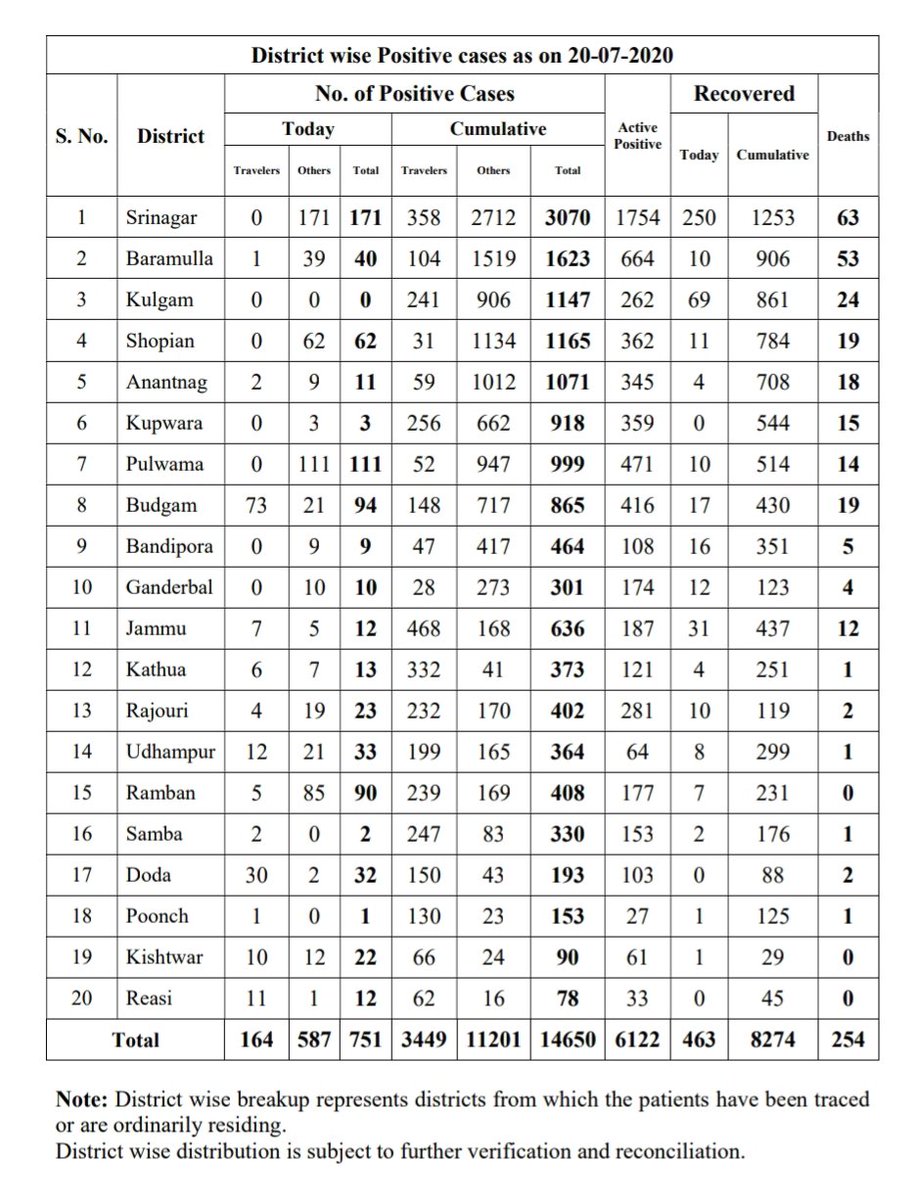 District wise Positive cases as on 20-07-2020
S. No. District No. of Positive Cases Active Positive Recovered Deaths
Today Cumulative Today Cumulative
Travelers Others Total Travelers Others Total
1 Srinagar 0 171 171 358 2712 3070 1754 250 1253 63
2 Baramulla 1 39 40 104 1519 1623 664 10 906 53
3 Kulgam 0 0 0 241 906 1147 262 69 861 24
4 Shopian 0 62 62 31 1134 1165 362 11 784 19
5 Anantnag 2 9 11 59 1012 1071 345 4 708 18
6 Kupwara 0 3 3 256 662 918 359 0 544 15
7 Pulwama 0 111 111 52 947 999 471 10 514 14
8 Budgam 73 21 94 148 717 865 416 17 430 19
9 Bandipora 0 9 9 47 417 464 108 16 351 5
10 Ganderbal 0 10 10 28 273 301 174 12 123 4
11 Jammu 7 5 12 468 168 636 187 31 437 12
12 Kathua 6 7 13 332 41 373 121 4 251 1
13 Rajouri 4 19 23 232 170 402 281 10 119 2
14 Udhampur 12 21 33 199 165 364 64 8 299 1
15 Ramban 5 85 90 239 169 408 177 7 231 0
16 Samba 2 0 2 247 83 330 153 2 176 1
17 Doda 30 2 32 150 43 193 103 0 88 2
18 Poonch 1 0 1 130 23 153 27 1 125 1
19 Kishtwar 10 12 22 66 24 90 61 1 29 0
20 Reasi 11 1 12 62 16 78 33 0 45 0
Total 164 587 751 3449 11201 14650 6122 463 8274 254
Note: District wise breakup represents districts from which the patients have been traced
or are ordinarily residing.
District wise distribution is subject to further verification and reconciliation.